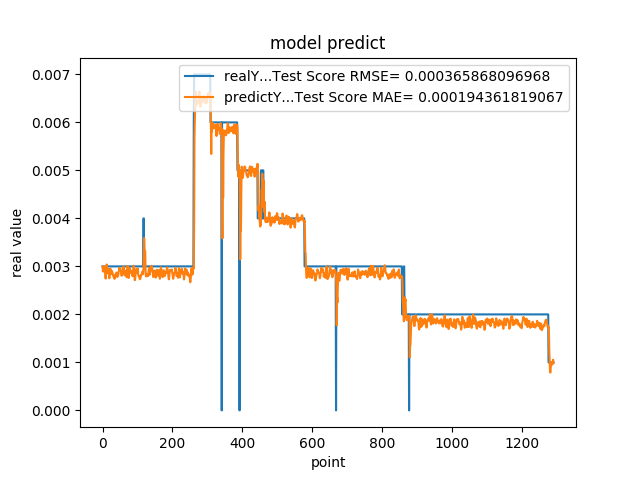 model predict
realY...Test Score RMSE= 0.000365868096968
predictY...Test Score MAE= 0.000194361819067
real value
0.007
0.006
0.005
0.004
0.003
0.002
0.001
0.000
0 200 400 600 800 1000 1200
point